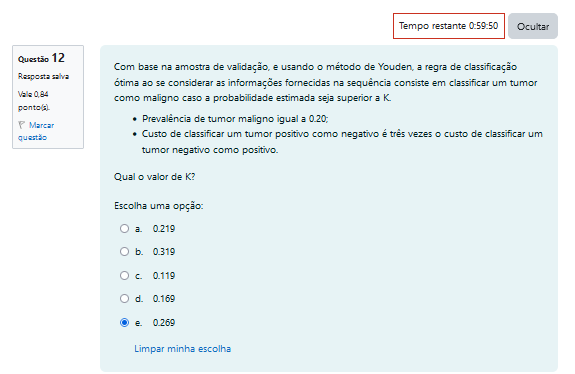 Tempo restante 0:59:50
Ocultar
Questão 12
Resposta salva
Vale 0,84
ponto(s).
Marcar
questão
Com base na amostra de validação, e usando o método de Youden, a regra de classificação
ótima ao se considerar as informações fornecidas na sequência consiste em classificar um tumor
como maligno caso a probabilidade estimada seja superior a K.
• Prevalência de tumor maligno igual a 0.20;
• Custo de classificar um tumor positivo como negativo é três vezes o custo de classificar um
tumor negativo como positivo.
Qual o valor de K?
Escolha uma opção:
a. 0.219
b. 0.319
c. 0.119
d. 0.169
e. 0.269
Limpar minha escolha